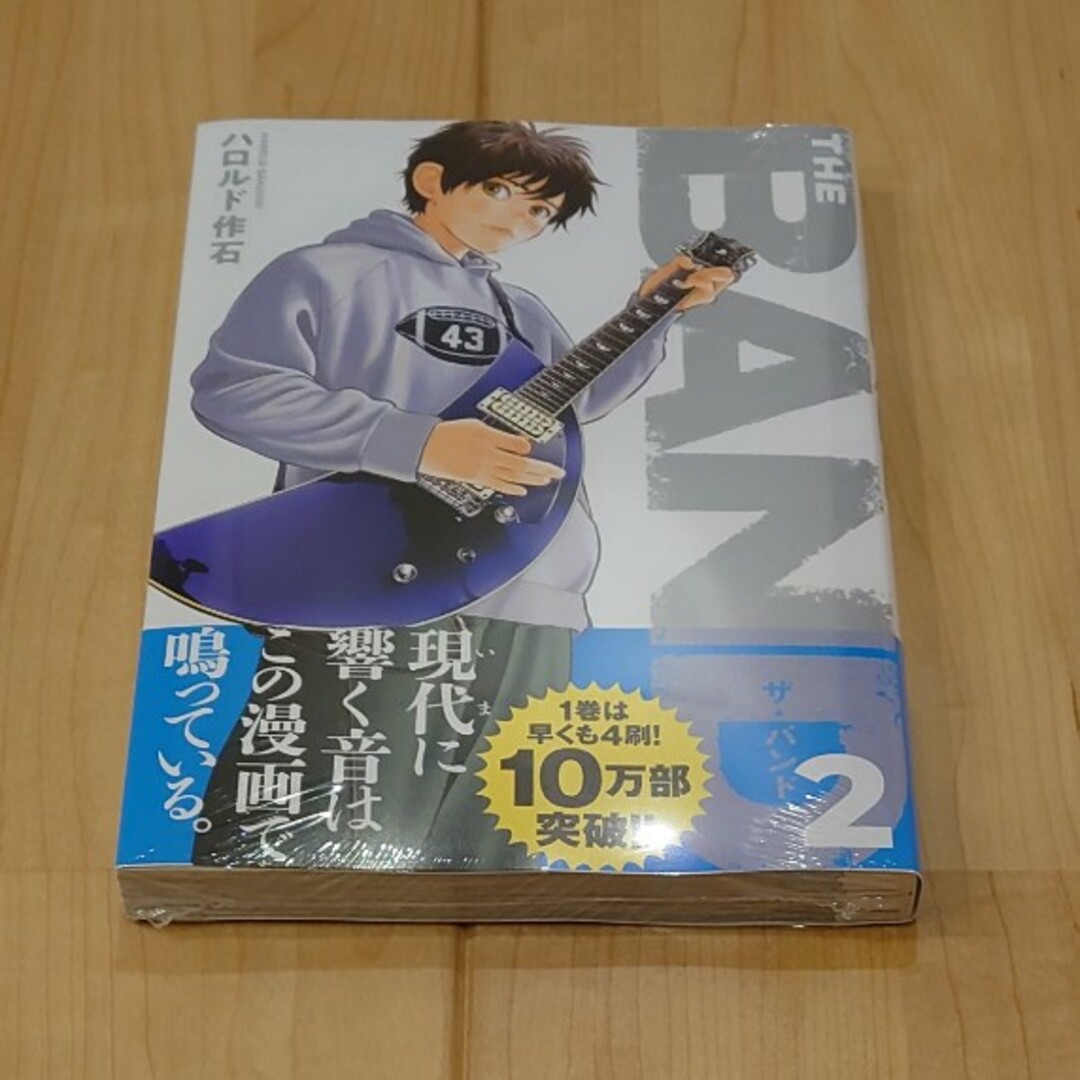 THE
BAND
ハロルド作石
43
現代に
いま
響く音は
この漫画で
鳴っている。
1巻は
早くも4刷!
10万部
突破!!
ザ・バンド
2